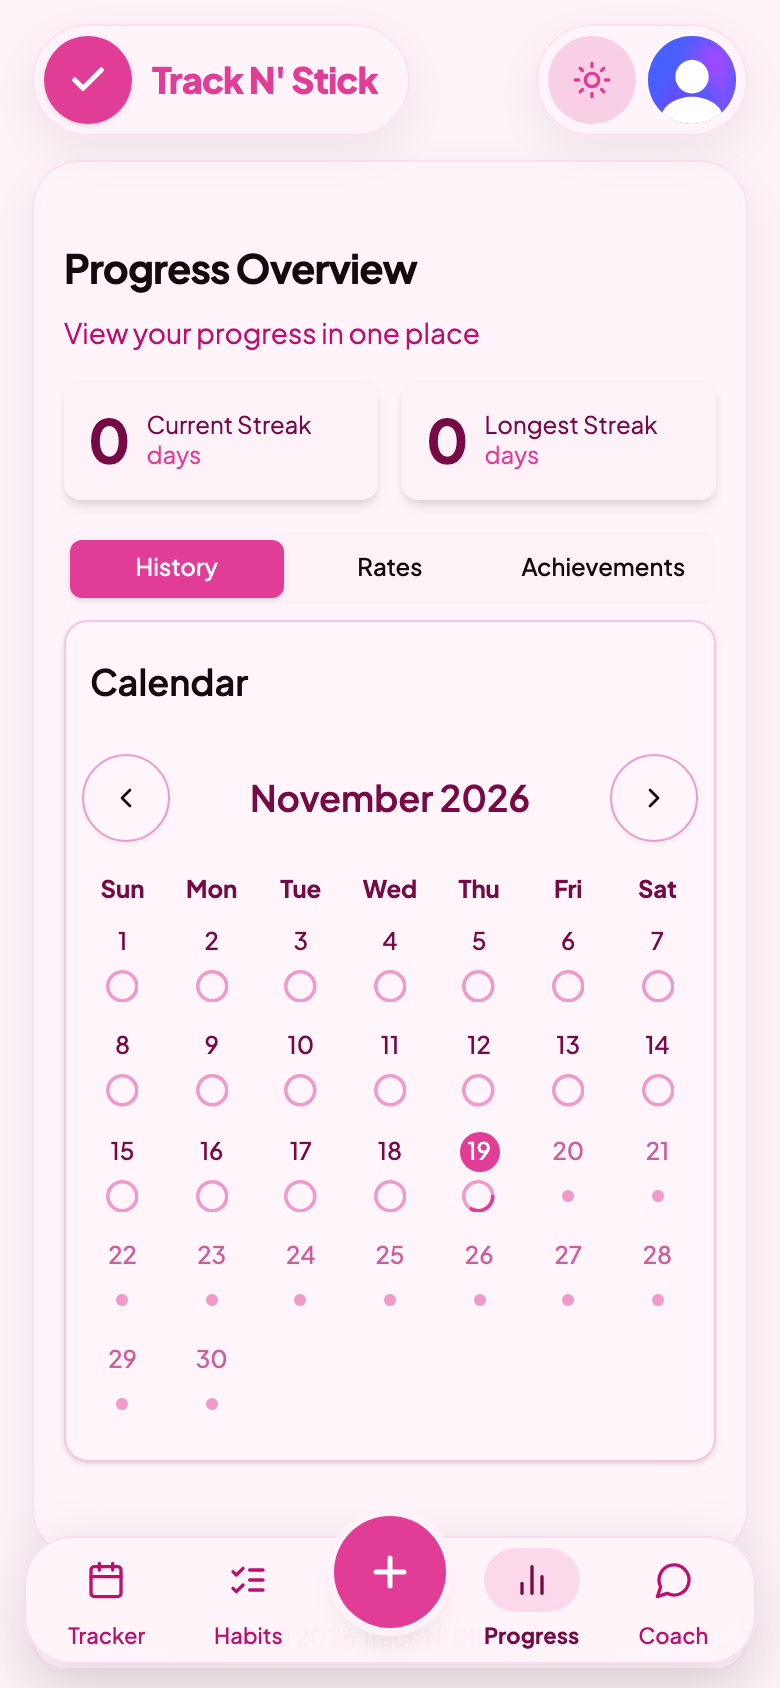 Track N' Stick
Progress Overview
View your progress in one place
0 Current Streak
days
0 Longest Streak
days
History Rates Achievements
Calendar
November 2026
Sun Mon Tue Wed Thu Fri Sat
1 2 3 4 5 6 7
8 9 10 11 12 13 14
15 16 17 18 19 20 21
22 23 24 25 26 27 28
29 30
Tracker Habits Progress Coach
2026 Track N'